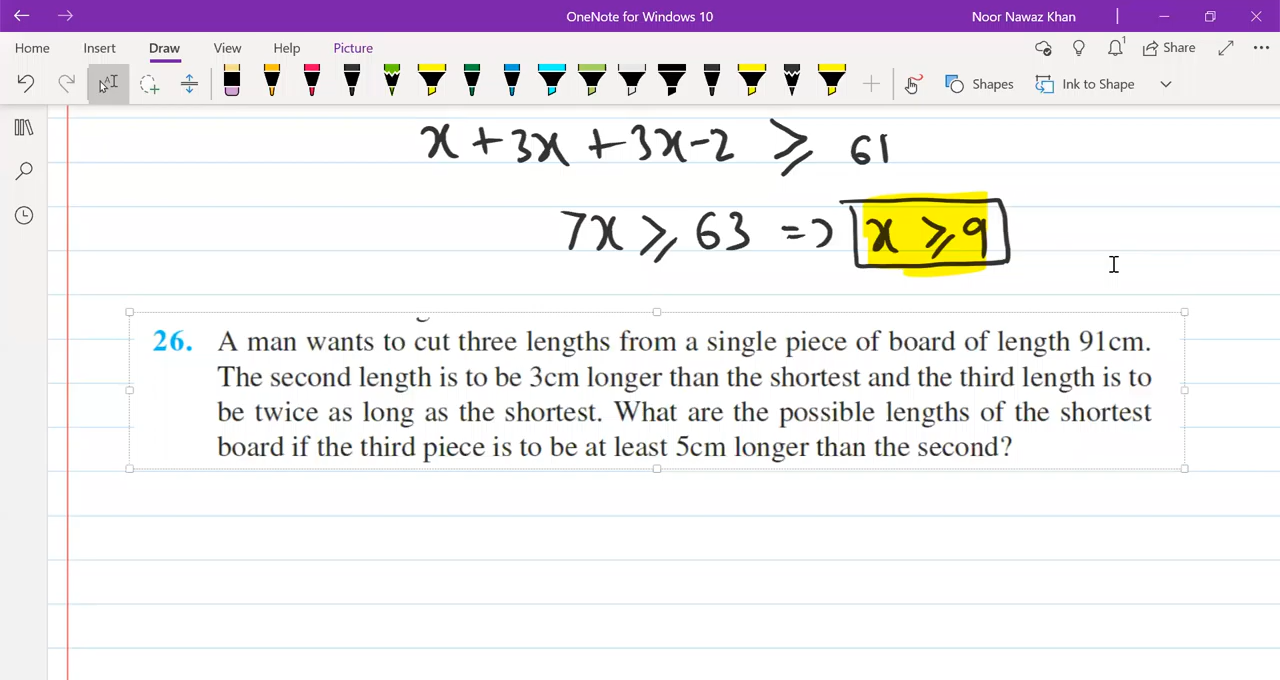 OneNote for Windows 10
Noor Nawaz Khan
Home Insert Draw View Help Picture
1 Share
Shapes Ink to Shape
x + 3x + 3x - 2 ⩾ 61
7x ⩾ 63 => x ⩾ 9
26. A man wants to cut three lengths from a single piece of board of length 91cm.
The second length is to be 3cm longer than the shortest and the third length is to
be twice as long as the shortest. What are the possible lengths of the shortest
board if the third piece is to be at least 5cm longer than the second?